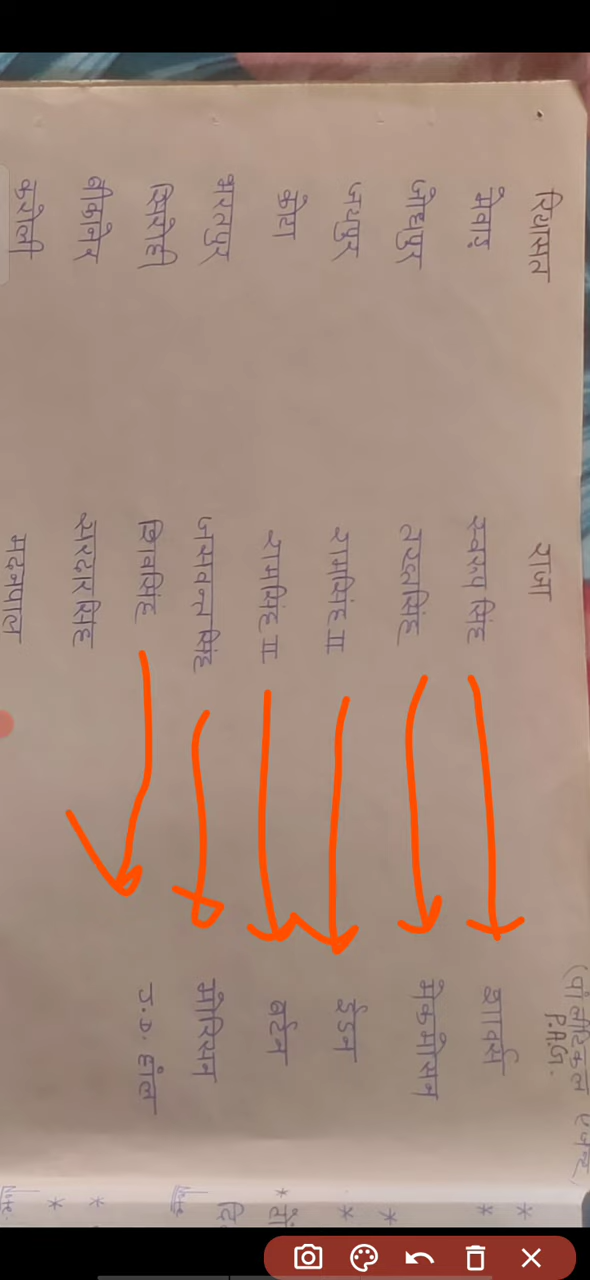 रियासत राजा (पॉलीटिकल एजेन्ट)
P.A.G.
मेवाड़ स्वरूप सिंह शावर्स
जोधपुर तख्तसिंह मैकमोसन
जयपुर रामसिंह II ईडन
कोटा रामसिंह II बर्टन
भरतपुर जसवन्त सिंह मोरिसन
सिरोही शिवसिंह J.D. हॉल
बीकानेर सरदार सिंह
करोली मदनपाल